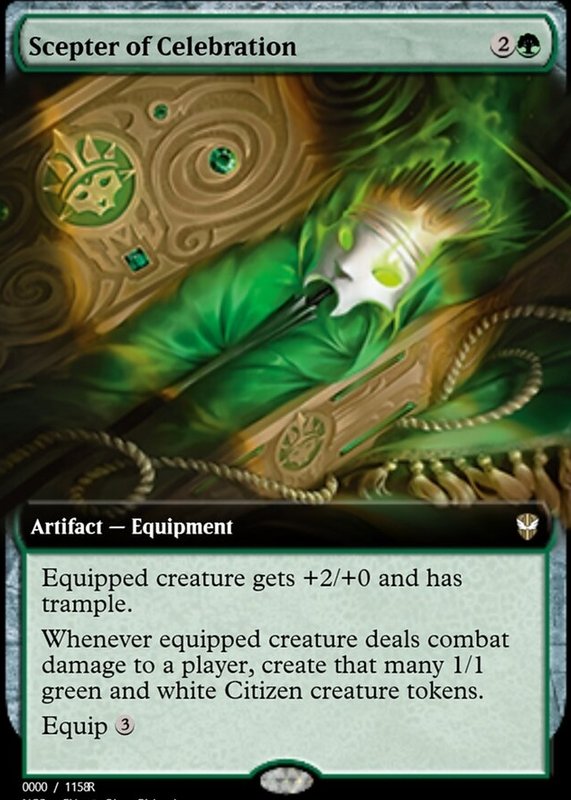 Scepter of Celebration
2
Artifact — Equipment
Equipped creature gets +2/+0 and has
trample.
Whenever equipped creature deals combat
damage to a player, create that many 1/1
green and white Citizen creature tokens.
Equip 3
0000 / 1158R